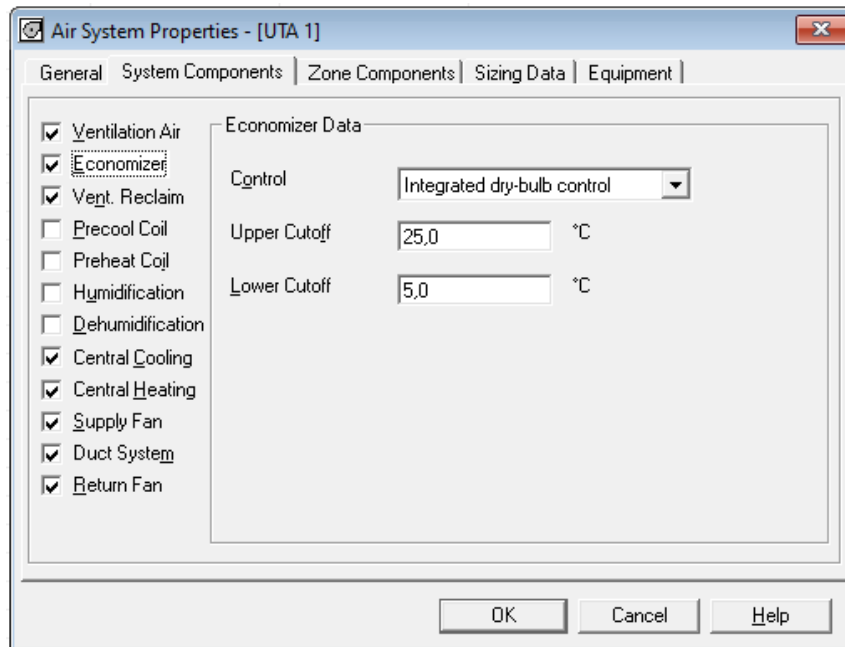 Air System Properties - [UTA 1]
General System Components Zone Components Sizing Data Equipment
Ventilation Air
Economizer
Vent. Reclaim
Precool Coil
Preheat Coil
Humidification
Dehumidification
Central Cooling
Central Heating
Supply Fan
Duct System
Return Fan
Economizer Data
Control Integrated dry-bulb control
Upper Cutoff 25,0 °C
Lower Cutoff 5,0 °C
OK Cancel Help